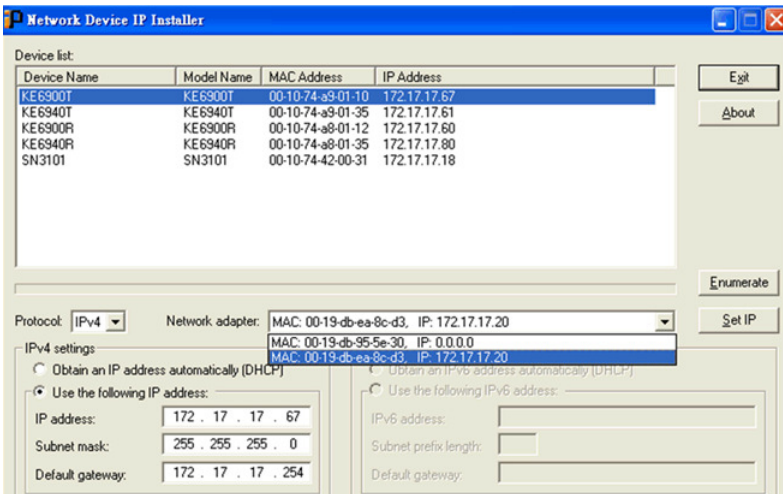 Network Device IP Installer
Device list:
Device Name Model Name MAC Address IP Address
KE6900T KE6900T 00-10-74-a9-01-10 172.17.17.67
KE6940T KE6940T 00-10-74-a9-01-35 172.17.17.61
KE6900R KE6900R 00-10-74-a8-01-12 172.17.17.60
KE6940R KE6940R 00-10-74-a8-01-35 172.17.17.80
SN3101 SN3101 00-10-74-42-00-31 172.17.17.18
Exit
About
Enumerate
Protocol: IPv4 Network adapter: MAC: 00-19-db-ea-8c-d3, IP: 172.17.17.20 Set IP
MAC: 00-19-db-95-5e-30, IP: 0.0.0.0
MAC: 00-19-db-ea-8c-d3, IP: 172.17.17.20
IPv4 settings
Obtain an IP address automatically (DHCP) Obtain an IPv6 address automatically (DHCP)
Use the following IP address: Use the following IPv6 address:
IP address: 172 . 17 . 17 . 67 IPv6 address:
Subnet mask: 255 . 255 . 255 . 0 Subnet prefix length:
Default gateway: 172 . 17 . 17 . 254 Default gateway: